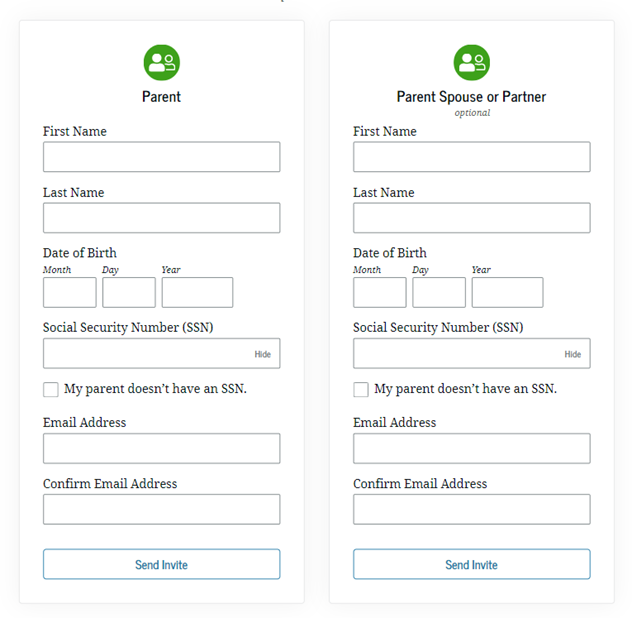 Parent
First Name
Last Name
Date of Birth
Month Day Year
Social Security Number (SSN)
Hide
My parent doesn’t have an SSN.
Email Address
Confirm Email Address
Send Invite
Parent Spouse or Partner
optional
First Name
Last Name
Date of Birth
Month Day Year
Social Security Number (SSN)
Hide
My parent doesn’t have an SSN.
Email Address
Confirm Email Address
Send Invite